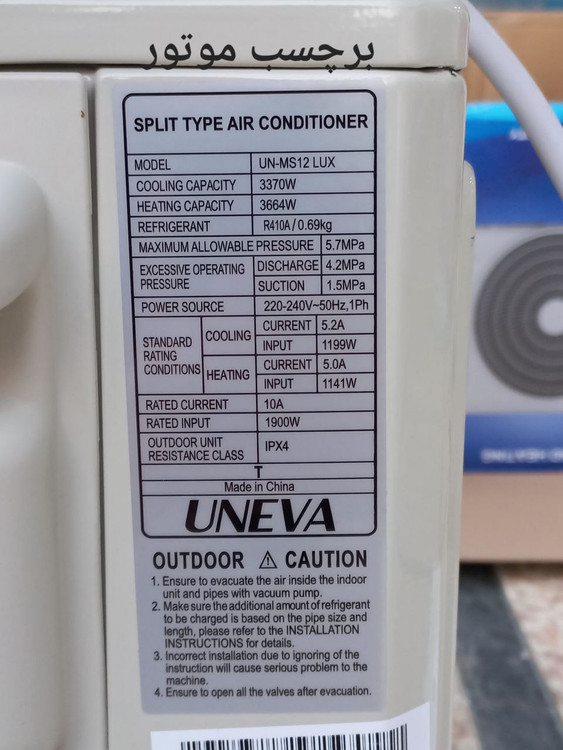 برچسب موتور
SPLIT TYPE AIR CONDITIONER
MODEL UN-MS12 LUX
COOLING CAPACITY 3370W
HEATING CAPACITY 3664W
REFRIGERANT R410A / 0.69kg
MAXIMUM ALLOWABLE PRESSURE 5.7MPa
EXCESSIVE OPERATING PRESSURE DISCHARGE 4.2MPa
SUCTION 1.5MPa
POWER SOURCE 220-240V~50Hz,1Ph
STANDARD RATING CONDITIONS COOLING CURRENT 5.2A
INPUT 1199W
HEATING CURRENT 5.0A
INPUT 1141W
RATED CURRENT 10A
RATED INPUT 1900W
OUTDOOR UNIT RESISTANCE CLASS IPX4
T
Made in China
UNEVA
OUTDOOR ⚠ CAUTION
1. Ensure to evacuate the air inside the indoor
unit and pipes with vacuum pump.
2. Make sure the additional amount of refrigerant
to be charged is based on the pipe size and
length, please refer to the INSTALLATION
INSTRUCTIONS for details.
3. Incorrect installation due to ignoring of the
instruction will cause serious problem to the
machine.
4. Ensure to open all the valves after evacuation.